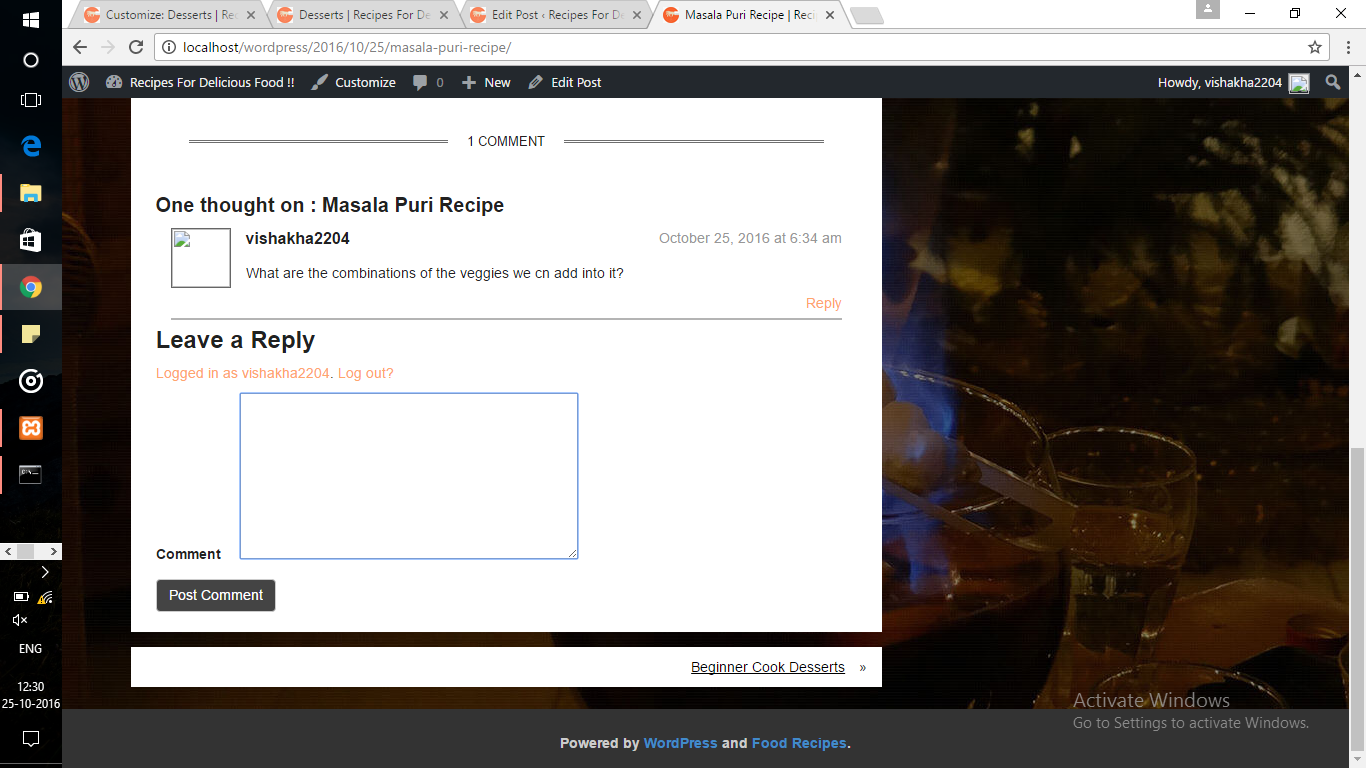 Customize: Desserts | Rec
Desserts | Recipes For De
Edit Post ‹ Recipes For De
Masala Puri Recipe | Reci
localhost/wordpress/2016/10/25/masala-puri-recipe/
Recipes For Delicious Food !!
Customize
0
New
Edit Post
Howdy, vishakha2204
1 COMMENT
One thought on : Masala Puri Recipe
vishakha2204
October 25, 2016 at 6:34 am
What are the combinations of the veggies we cn add into it?
Reply
Leave a Reply
Logged in as vishakha2204. Log out?
Comment
Post Comment
Beginner Cook Desserts »
ENG
12:30
25-10-2016
Activate Windows
Go to Settings to activate Windows.
Powered by WordPress and Food Recipes.